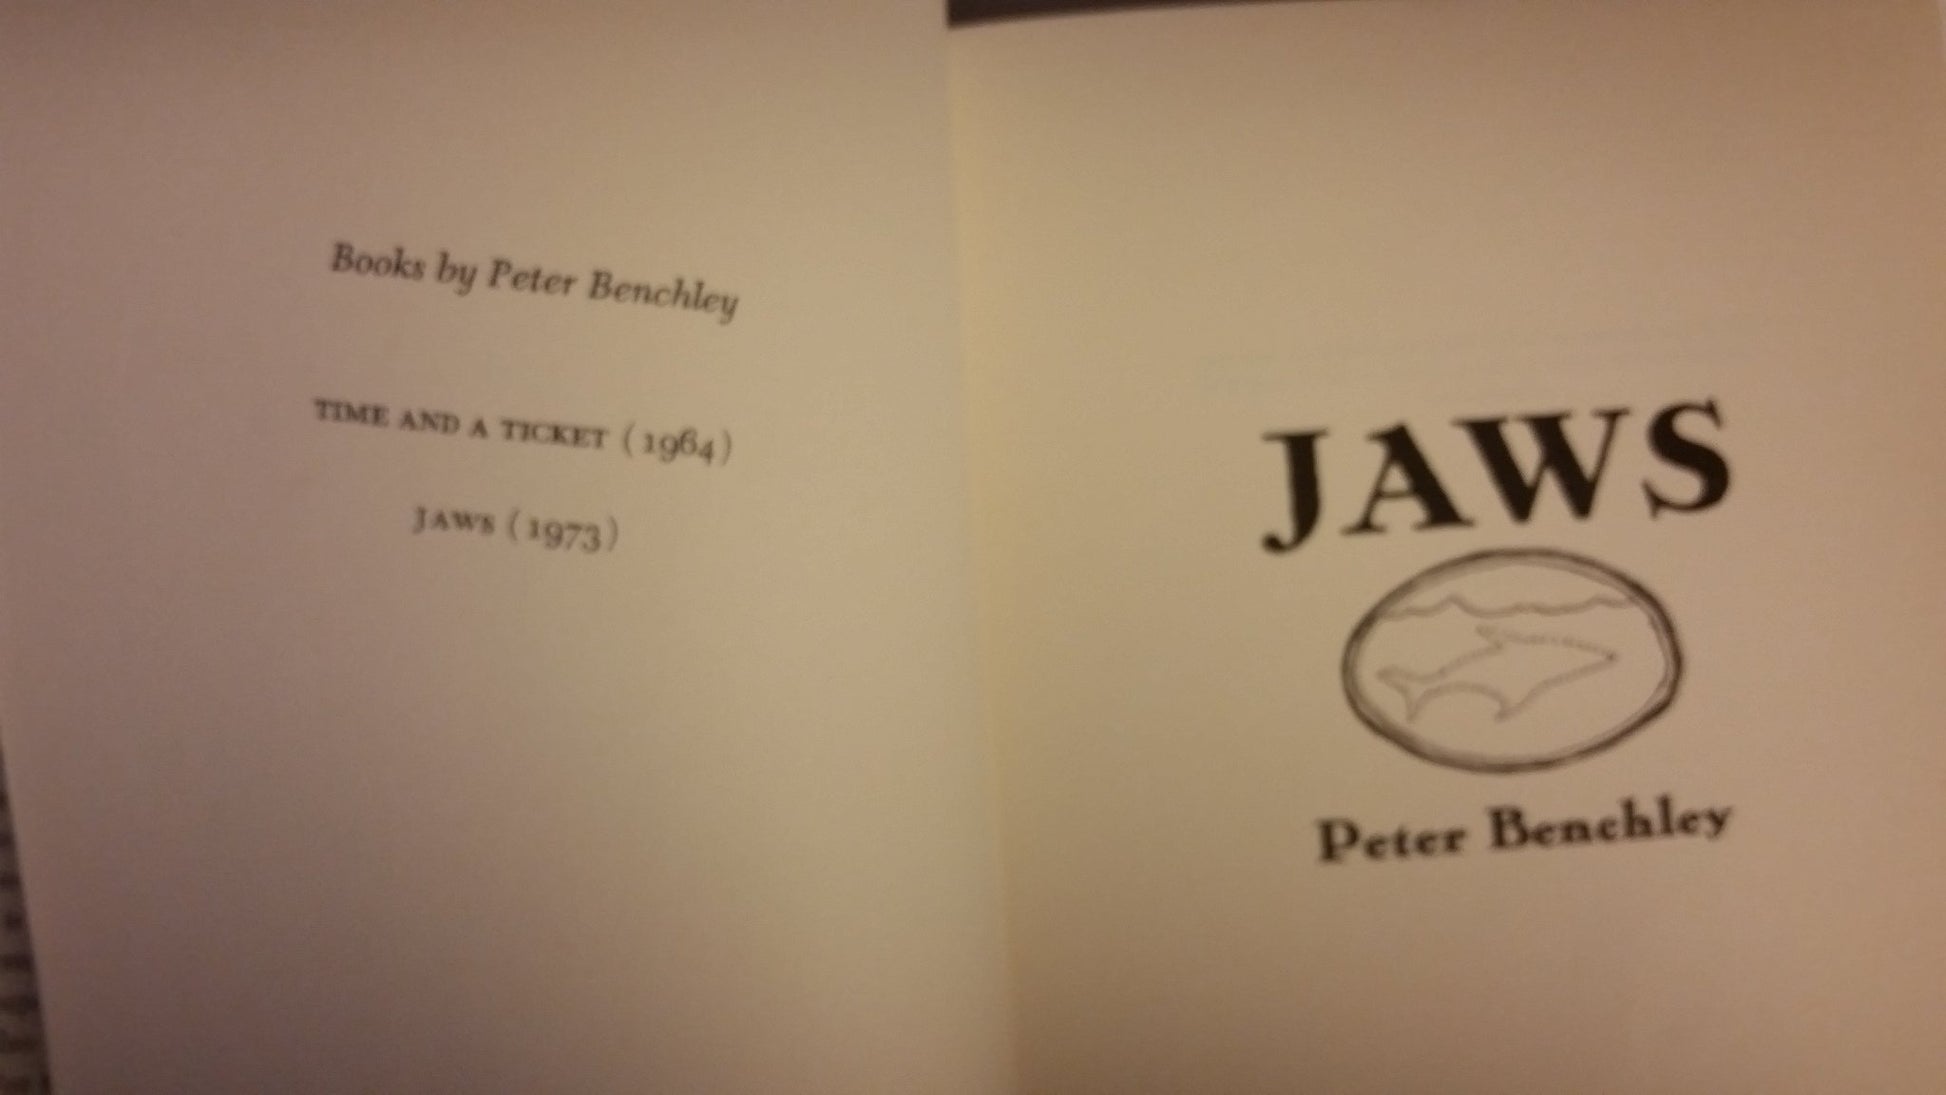 Books by Peter Benchley
TIME AND A TICKET (1964)
JAWS (1973)
JAWS
Peter Benchley